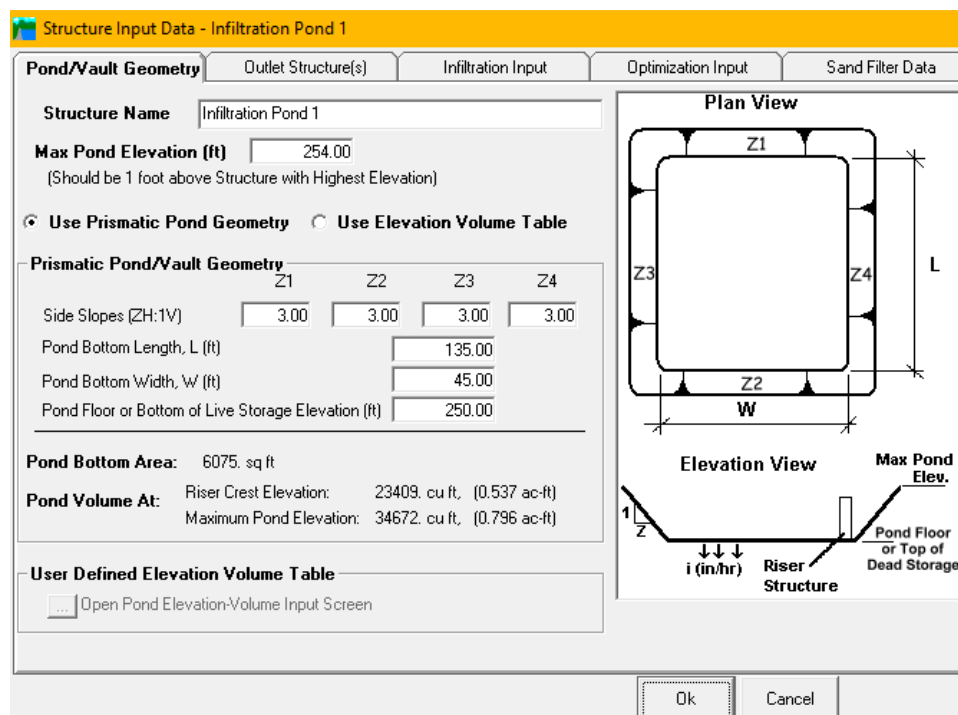 Structure Input Data - Infiltration Pond 1
Pond/Vault Geometry
Outlet Structure(s)
Infiltration Input
Optimization Input
Sand Filter Data
Structure Name Infiltration Pond 1
Max Pond Elevation (ft) 254.00
(Should be 1 foot above Structure with Highest Elevation)
Use Prismatic Pond Geometry Use Elevation Volume Table
Prismatic Pond/Vault Geometry
Z1 Z2 Z3 Z4
Side Slopes (ZH:1V) 3.00 3.00 3.00 3.00
Pond Bottom Length, L (ft) 135.00
Pond Bottom Width, W (ft) 45.00
Pond Floor or Bottom of Live Storage Elevation (ft) 250.00
Pond Bottom Area: 6075. sq ft
Pond Volume At:
Riser Crest Elevation: 23409. cu ft, (0.537 ac-ft)
Maximum Pond Elevation: 34672. cu ft, (0.796 ac-ft)
User Defined Elevation Volume Table
... Open Pond Elevation-Volume Input Screen
Plan View
Z1
Z3
Z4
L
Z2
W
Elevation View
Max Pond
Elev.
1
Z
i (in/hr)
Riser
Structure
Pond Floor
or Top of
Dead Storage
Ok
Cancel